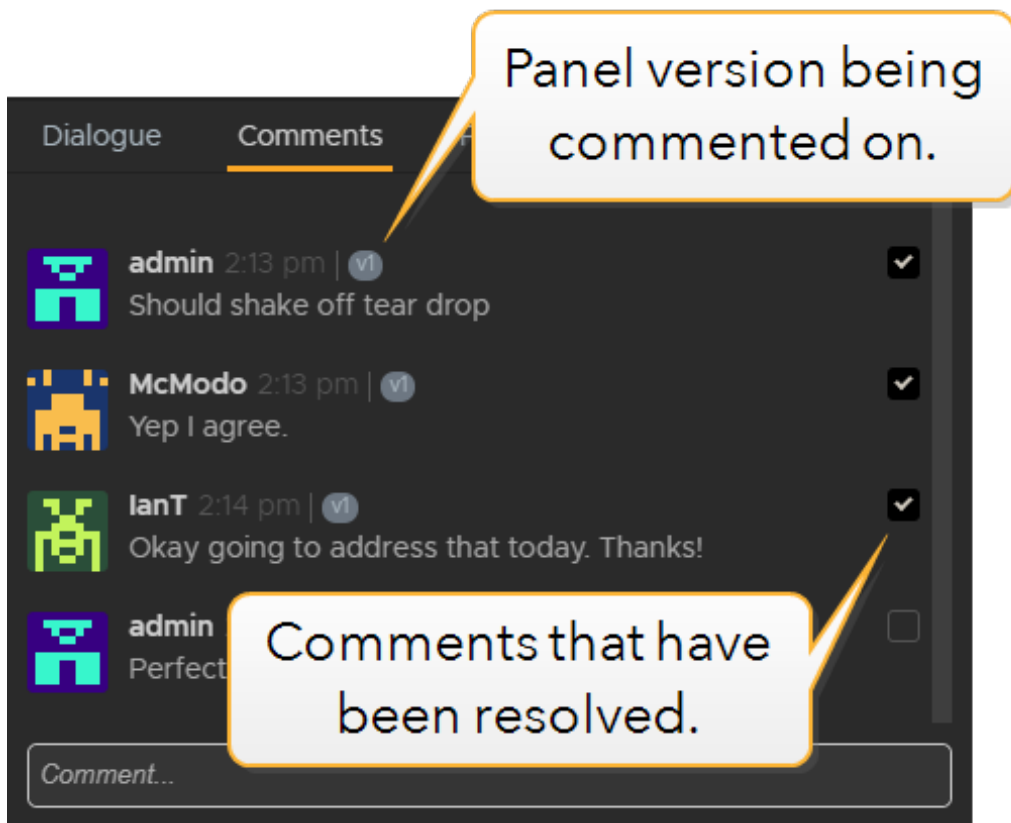 Panel version being
commented on.
Dialogue Comments
admin 2:13 pm | v1
Should shake off tear drop
McModo 2:13 pm | v1
Yep I agree.
IanT 2:14 pm | v1
Okay going to address that today. Thanks!
admin
Perfect
Comments that have
been resolved.
Comment...